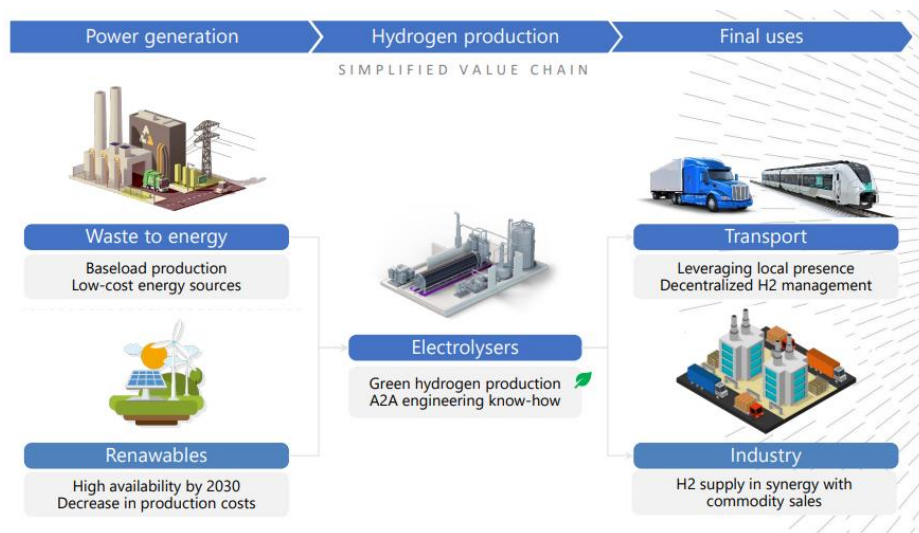 Power generation
Hydrogen production
Final uses
SIMPLIFIED VALUE CHAIN
Waste to energy
Baseload production
Low-cost energy sources
Renawables
High availability by 2030
Decrease in production costs
Electrolysers
Green hydrogen production
A2A engineering know-how
Transport
Leveraging local presence
Decentralized H2 management
Industry
H2 supply in synergy with
commodity sales